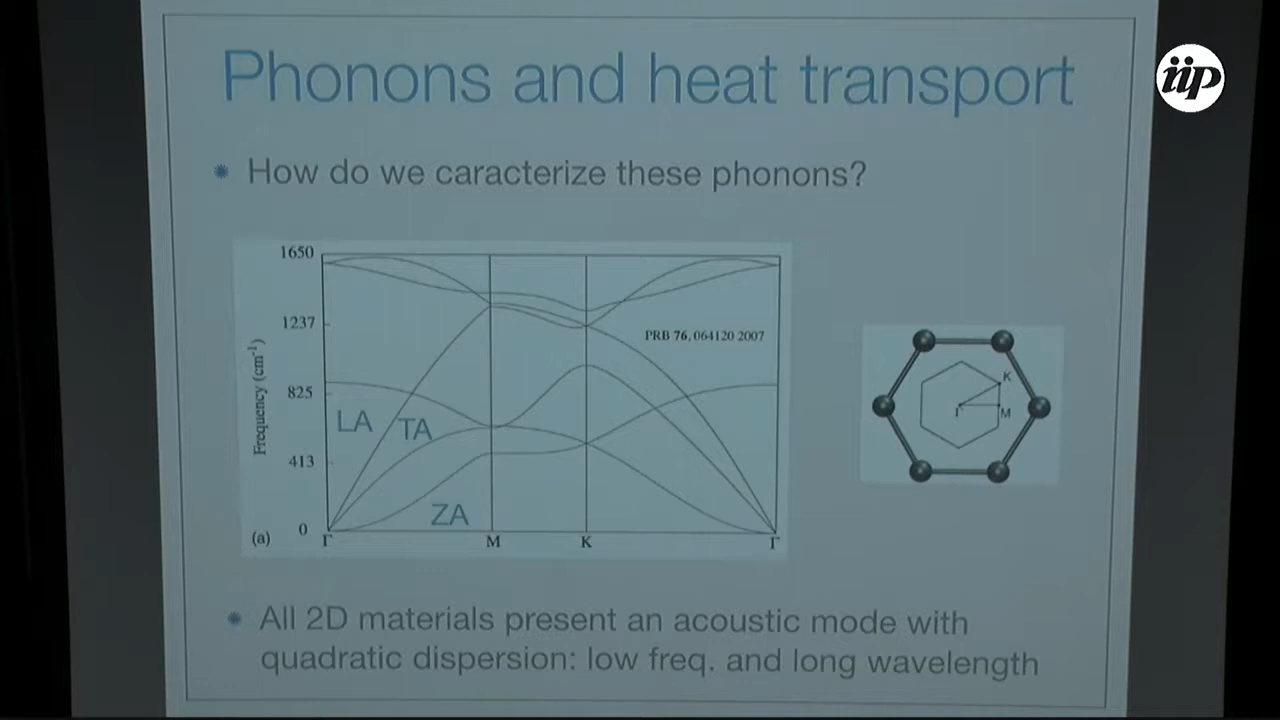 Phonons and heat transport
iip
How do we caracterize these phonons?
1650
1237
825
413
0
Frequency (cm-1)
PRB 76, 064120 2007
LA
TA
ZA
(a)
Γ
M
K
Γ
K
Γ
M
All 2D materials present an acoustic mode with
quadratic dispersion: low freq. and long wavelength